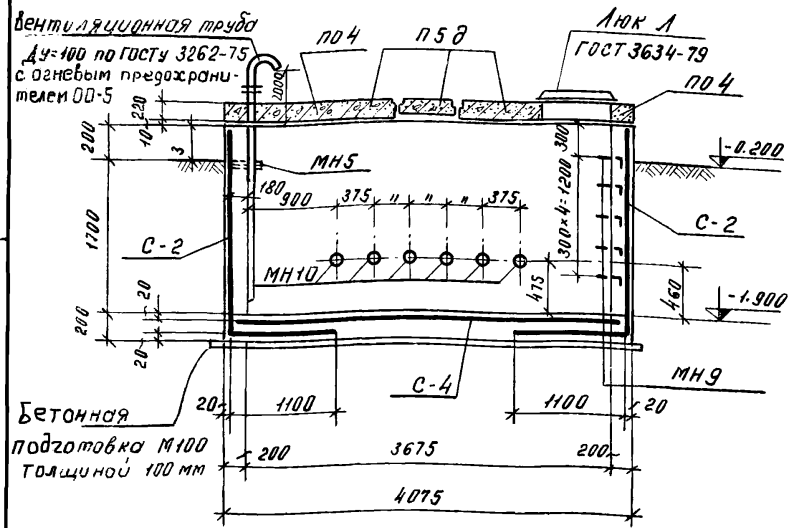 Вентиляционная труба
Ду=100 по ГОСТу 3262-75
с огневым предохрани-
телем ОП-5
ПО 4
П5 д
Люк Л
ГОСТ 3634-79
ПО 4
2000
220
10
200
3
МН5
300
-0.200
180
900
375
"
"
"
375
300×4=1200
С-2
С-2
1700
МН10
475
460
20
-1.900
200
20
С-4
МН9
20
1100
1100
20
Бетонная
подготовка М100
толщиной 100 мм
200
3675
200
4075